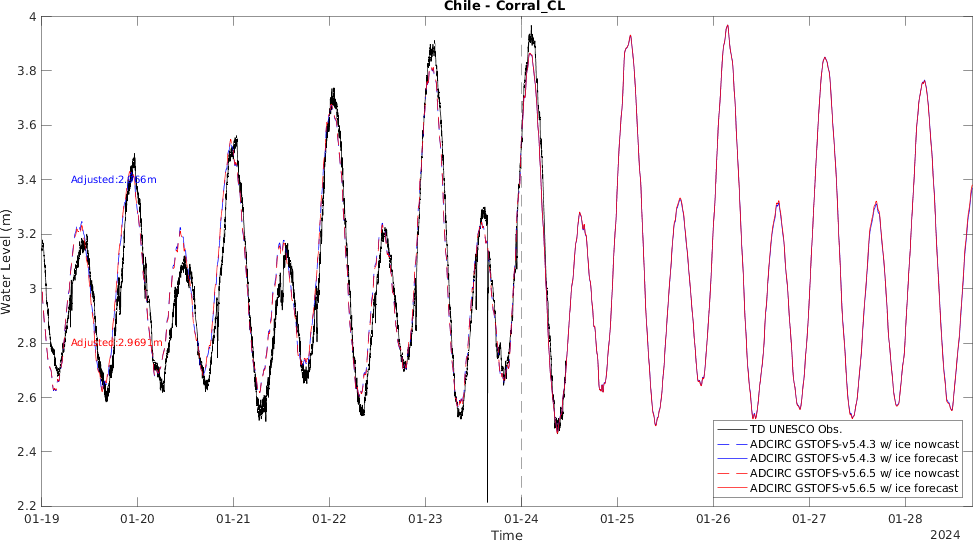 Chile - Corral_CL
4
3.8
3.6
3.4
3.2
3
2.8
2.6
2.4
2.2
Water Level (m)
Adjusted:2.9766m
Adjusted:2.9691m
TD UNESCO Obs.
ADCIRC GSTOFS-v5.4.3 w/ ice nowcast
ADCIRC GSTOFS-v5.4.3 w/ ice forecast
ADCIRC GSTOFS-v5.6.5 w/ ice nowcast
ADCIRC GSTOFS-v5.6.5 w/ ice forecast
01-19 01-20 01-21 01-22 01-23 01-24 01-25 01-26 01-27 01-28
Time
2024